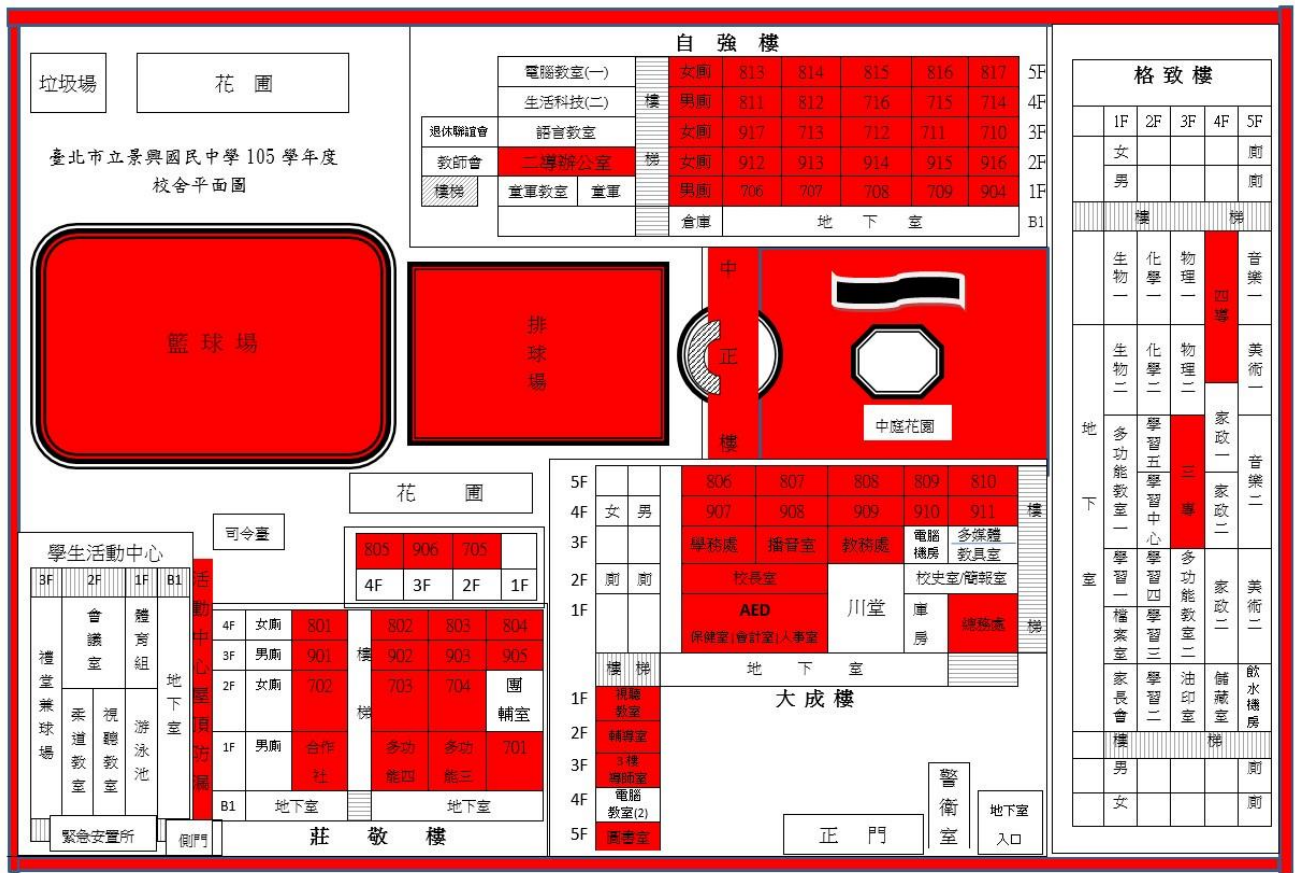 垃圾場
花 圃
臺北市立景興國民中學 105 學年度
校舍平面圖
自 強 樓
電腦教室(一) 女廁 813 814 815 816 817 5F
生活科技(二) 樓 男廁 811 812 716 715 714 4F
退休聯誼會 語言教室 女廁 917 713 712 711 710 3F
教師會 二導辦公室 梯 女廁 912 913 914 915 916 2F
樓梯 童軍教室 童軍 男廁 706 707 708 709 904 1F
倉庫 地 下 室 B1
籃 球 場
排球場
中正樓
中庭花園
花 圃
司令臺
805 906 705
4F 3F 2F 1F
學生活動中心
3F 2F 1F B1
禮堂兼球場
會議室
柔道教室
視聽教室
體育組
游泳池
地下室
緊急安置所
側門
活動中心屋頂防漏
4F 女廁 801 802 803 804
3F 男廁 901 樓 902 903 905
2F 女廁 702 梯 703 704 團輔室
1F 男廁 合作社 多功能四 多功能三 701
B1 地下室 地下室
莊 敬 樓
5F 806 807 808 809 810
4F 女 男 907 908 909 910 911 樓
3F 學務處 播音室 教務處 電腦機房 多媒體教具室
2F 廁 廁 校長室 川堂 校史室/簡報室
1F AED 庫房 總務處 梯
保健室|會計室|人事室
樓 梯 地 下 室
大 成 樓
1F 視聽教室
2F 輔導室
3F 3樓導師室
4F 電腦教室(2)
5F 圖書室
正 門
警衛室
地下室入口
格 致 樓
1F 2F 3F 4F 5F
女 廁
男 廁
樓 梯
地下室
生物一 化學一 物理一 四導 音樂一
生物二 化學二 物理二 美術一
多功能教室一 學習五 學習中心 三專 家政一 家政二 音樂二
學習一 學習四 多功能教室二 家政二 美術二
檔案室 學習三
家長會 學習二 油印室 儲藏室 飲水機房
樓 梯
男 廁
女 廁